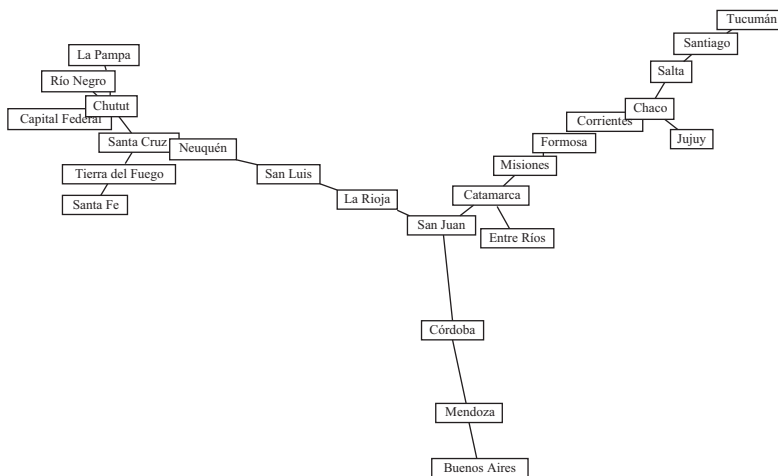 Tucumán
Santiago
La Pampa
Salta
Río Negro
Chutut
Chaco
Capital Federal
Corrientes
Jujuy
Santa Cruz
Formosa
Neuquén
Misiones
Tierra del Fuego
San Luis
Catamarca
La Rioja
Santa Fe
San Juan
Entre Ríos
Córdoba
Mendoza
Buenos Aires